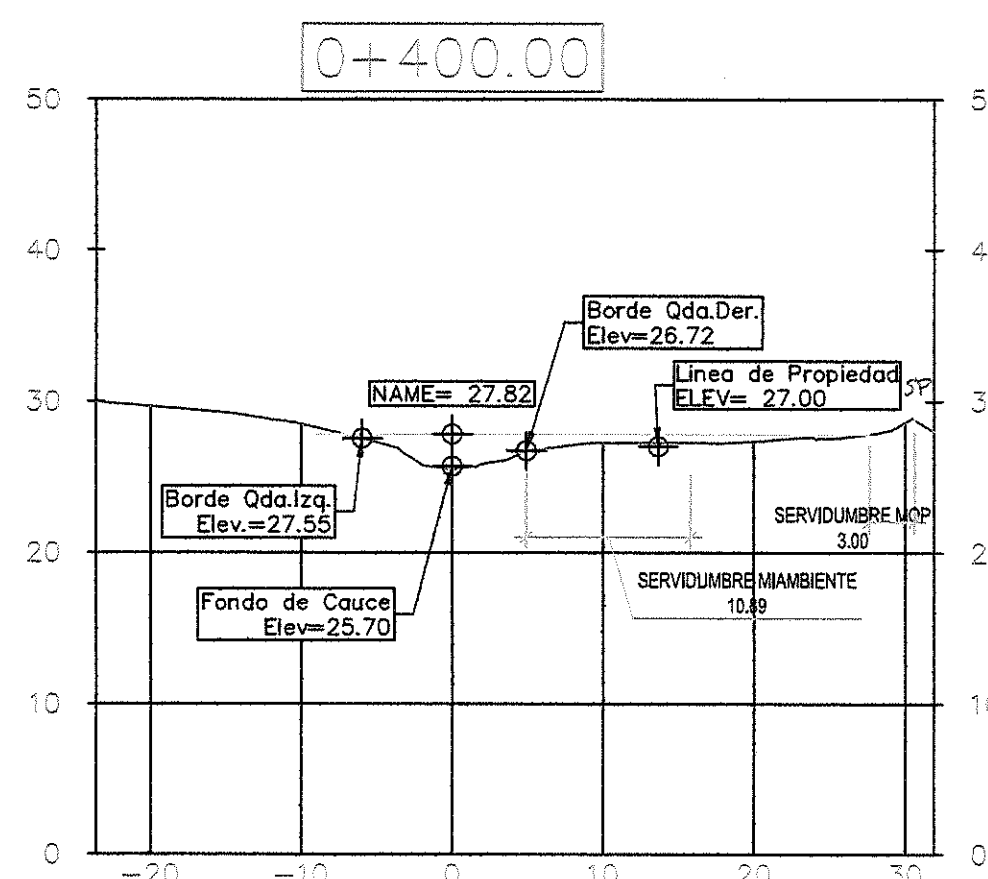 0+400.00
50
5
40
4
Borde Qda.Der.
Elev=26.72
Linea de Propiedad
ELEV= 27.00
SP
NAME= 27.82
30
3
Borde Qda.Izq.
Elev.=27.55
SERVIDUMBRE MOP
3.00
20
2
SERVIDUMBRE MIAMBIENTE
10.89
Fondo de Cauce
Elev=25.70
10
10
0
0
-20
-10
0
10
20
30